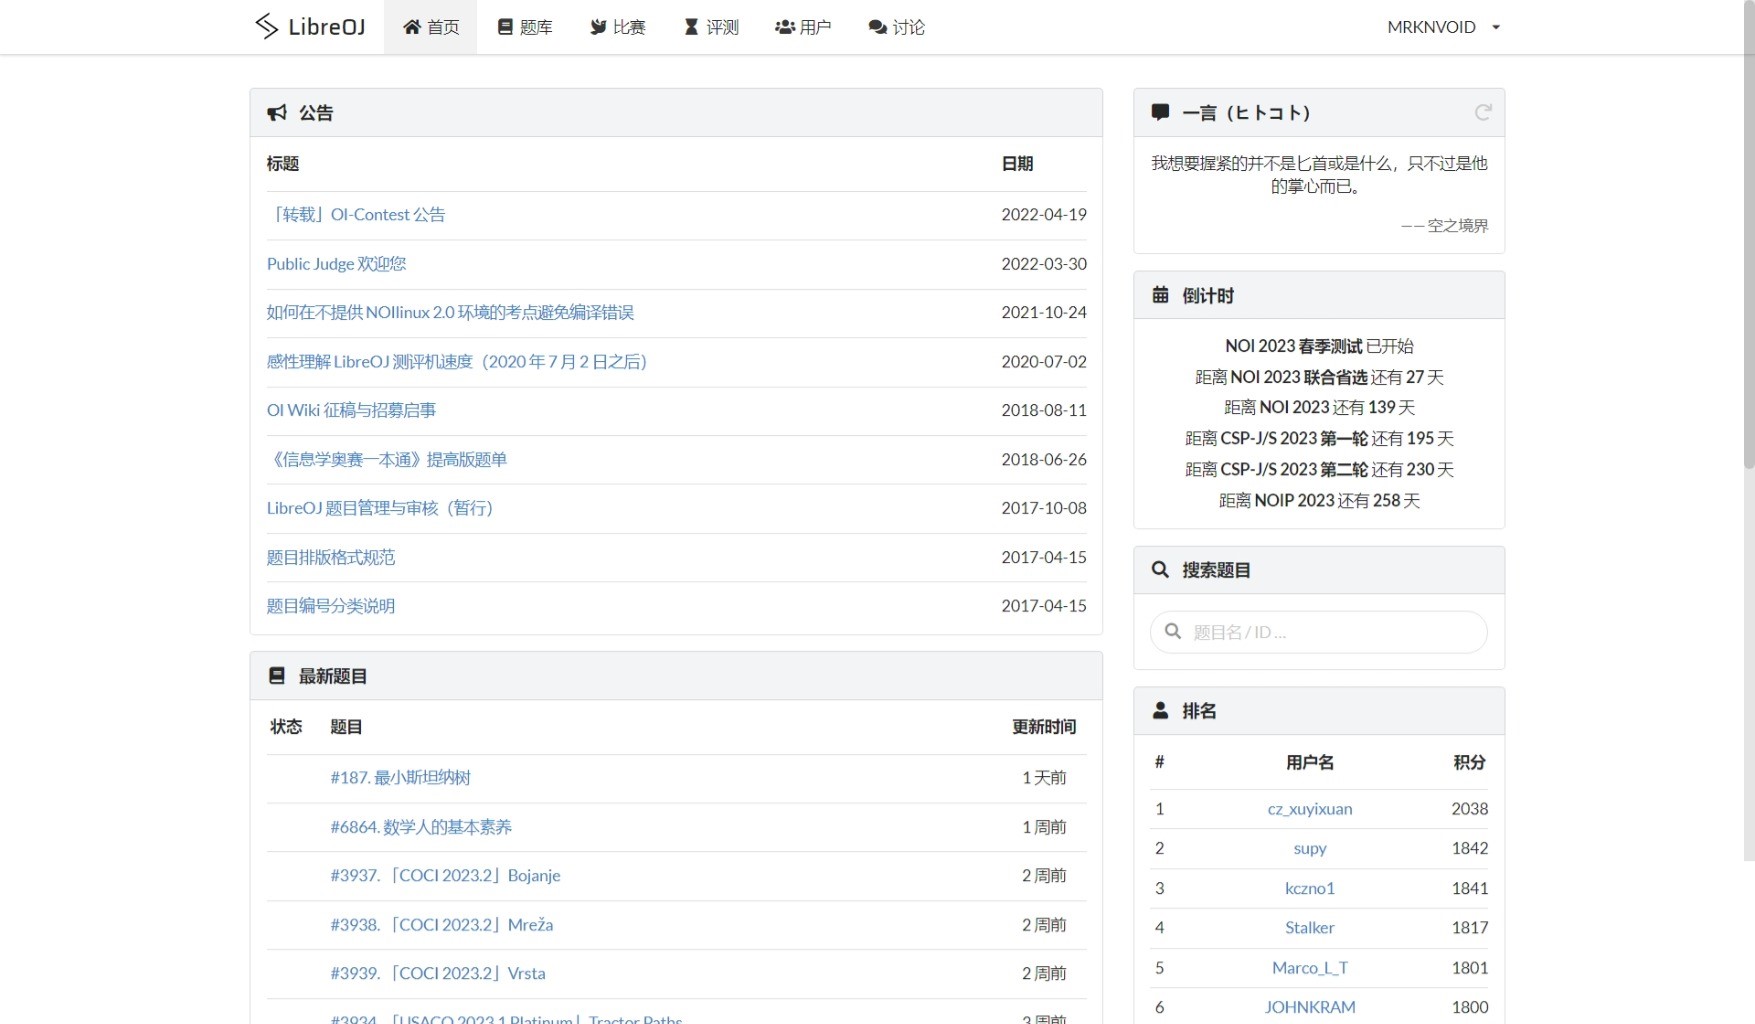 LibreOJ 首页 题库 比赛 评测 用户 讨论 MRKNVOID
公告
标题 日期
「转载」OI-Contest 公告 2022-04-19
Public Judge 欢迎您 2022-03-30
如何在不提供 NOIlinux 2.0 环境的考点避免编译错误 2021-10-24
感性理解 LibreOJ 测评机速度（2020 年 7 月 2 日之后） 2020-07-02
OI Wiki 征稿与招募启事 2018-08-11
《信息学奥赛一本通》提高版题单 2018-06-26
LibreOJ 题目管理与审核（暂行） 2017-10-08
题目排版格式规范 2017-04-15
题目编号分类说明 2017-04-15
最新题目
状态 题目 更新时间
#187. 最小斯坦纳树 1 天前
#6864. 数学人的基本素养 1 周前
#3937. 「COCI 2023.2」Bojanje 2 周前
#3938. 「COCI 2023.2」Mreža 2 周前
#3939. 「COCI 2023.2」Vrsta 2 周前
#3934. 「USACO 2023.1 Platinum」Tractor Paths 3 周前
一言（ヒトコト）
我想要握紧的并不是匕首或是什么，只不过是他
的掌心而已。
—— 空之境界
倒计时
NOI 2023 春季测试 已开始
距离 NOI 2023 联合省选 还有 27 天
距离 NOI 2023 还有 139 天
距离 CSP-J/S 2023 第一轮 还有 195 天
距离 CSP-J/S 2023 第二轮 还有 230 天
距离 NOIP 2023 还有 258 天
搜索题目
题目名 / ID ...
排名
# 用户名 积分
1 cz_xuyixuan 2038
2 supy 1842
3 kczno1 1841
4 Stalker 1817
5 Marco_L_T 1801
6 JOHNKRAM 1800